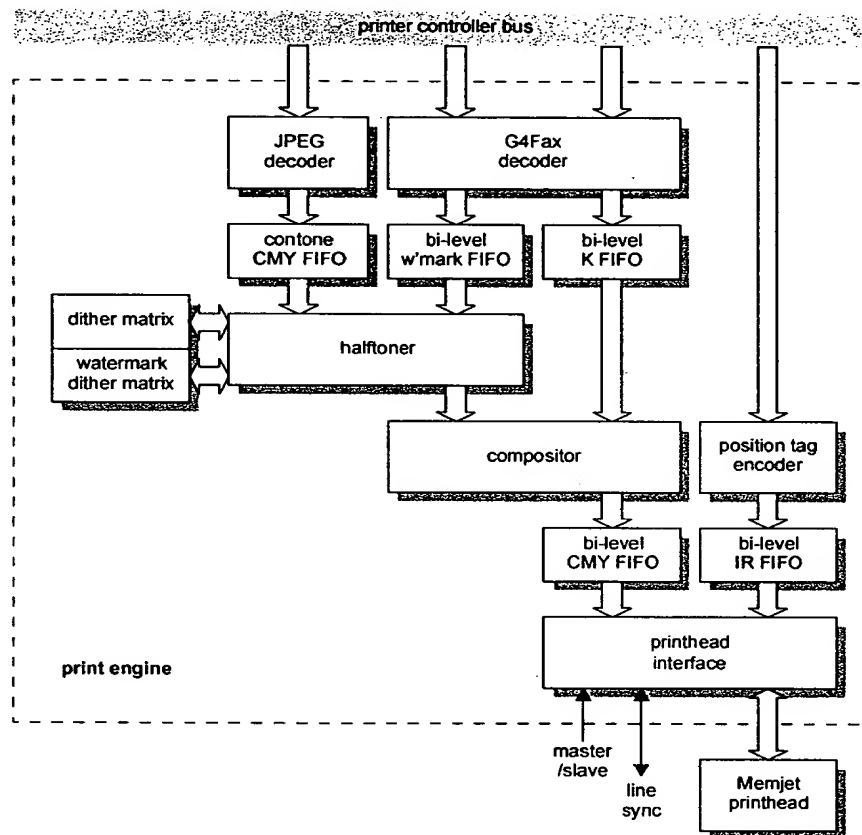 printer controller bus
JPEG
decoder
G4Fax
decoder
contone
CMY FIFO
bi-level
w'mark FIFO
bi-level
K FIFO
dither matrix
watermark
dither matrix
halftoner
compositor
position tag
encoder
bi-level
CMY FIFO
bi-level
IR FIFO
printhead
interface
print engine
master
/slave
line
sync
Memjet
printhead